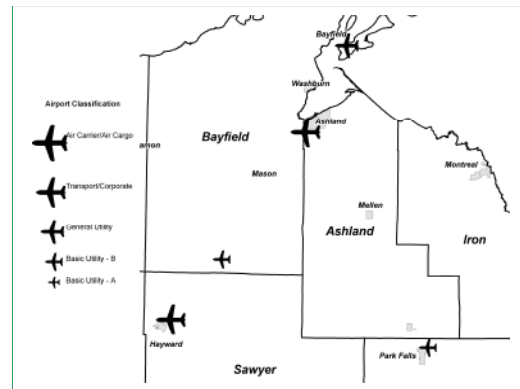 Bayfield
Washburn
Airport Classification
Air Carrier/Air Cargo
Ashland
Bayfield
amon
Montreal
Mason
Transport/Corporate
Mellen
Ashland
Iron
General Utility
Basic Utility - B
Basic Utility - A
Hayward
Park Falls
Sawyer